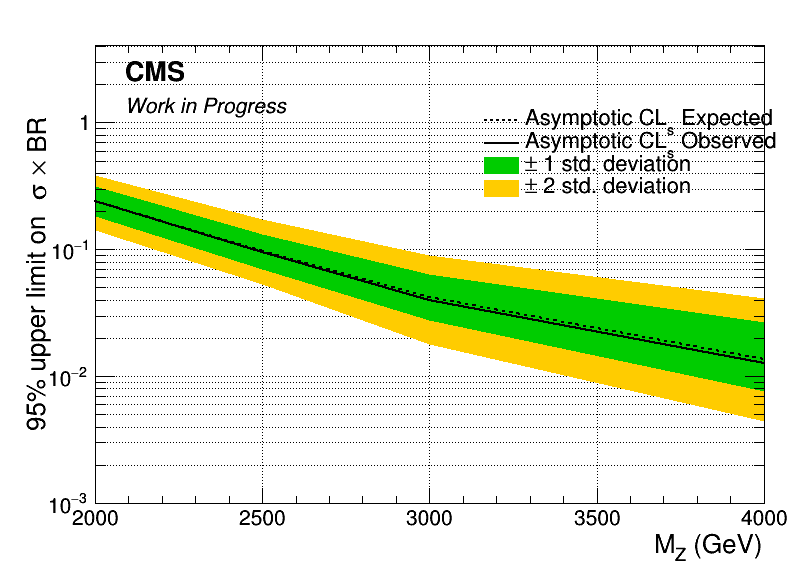 CMS
Work in Progress
Asymptotic CLs Expected
Asymptotic CLs Observed
± 1 std. deviation
± 2 std. deviation
95% upper limit on σ × BR
1
10⁻¹
10⁻²
10⁻³
2000 2500 3000 3500 4000
M_Z (GeV)